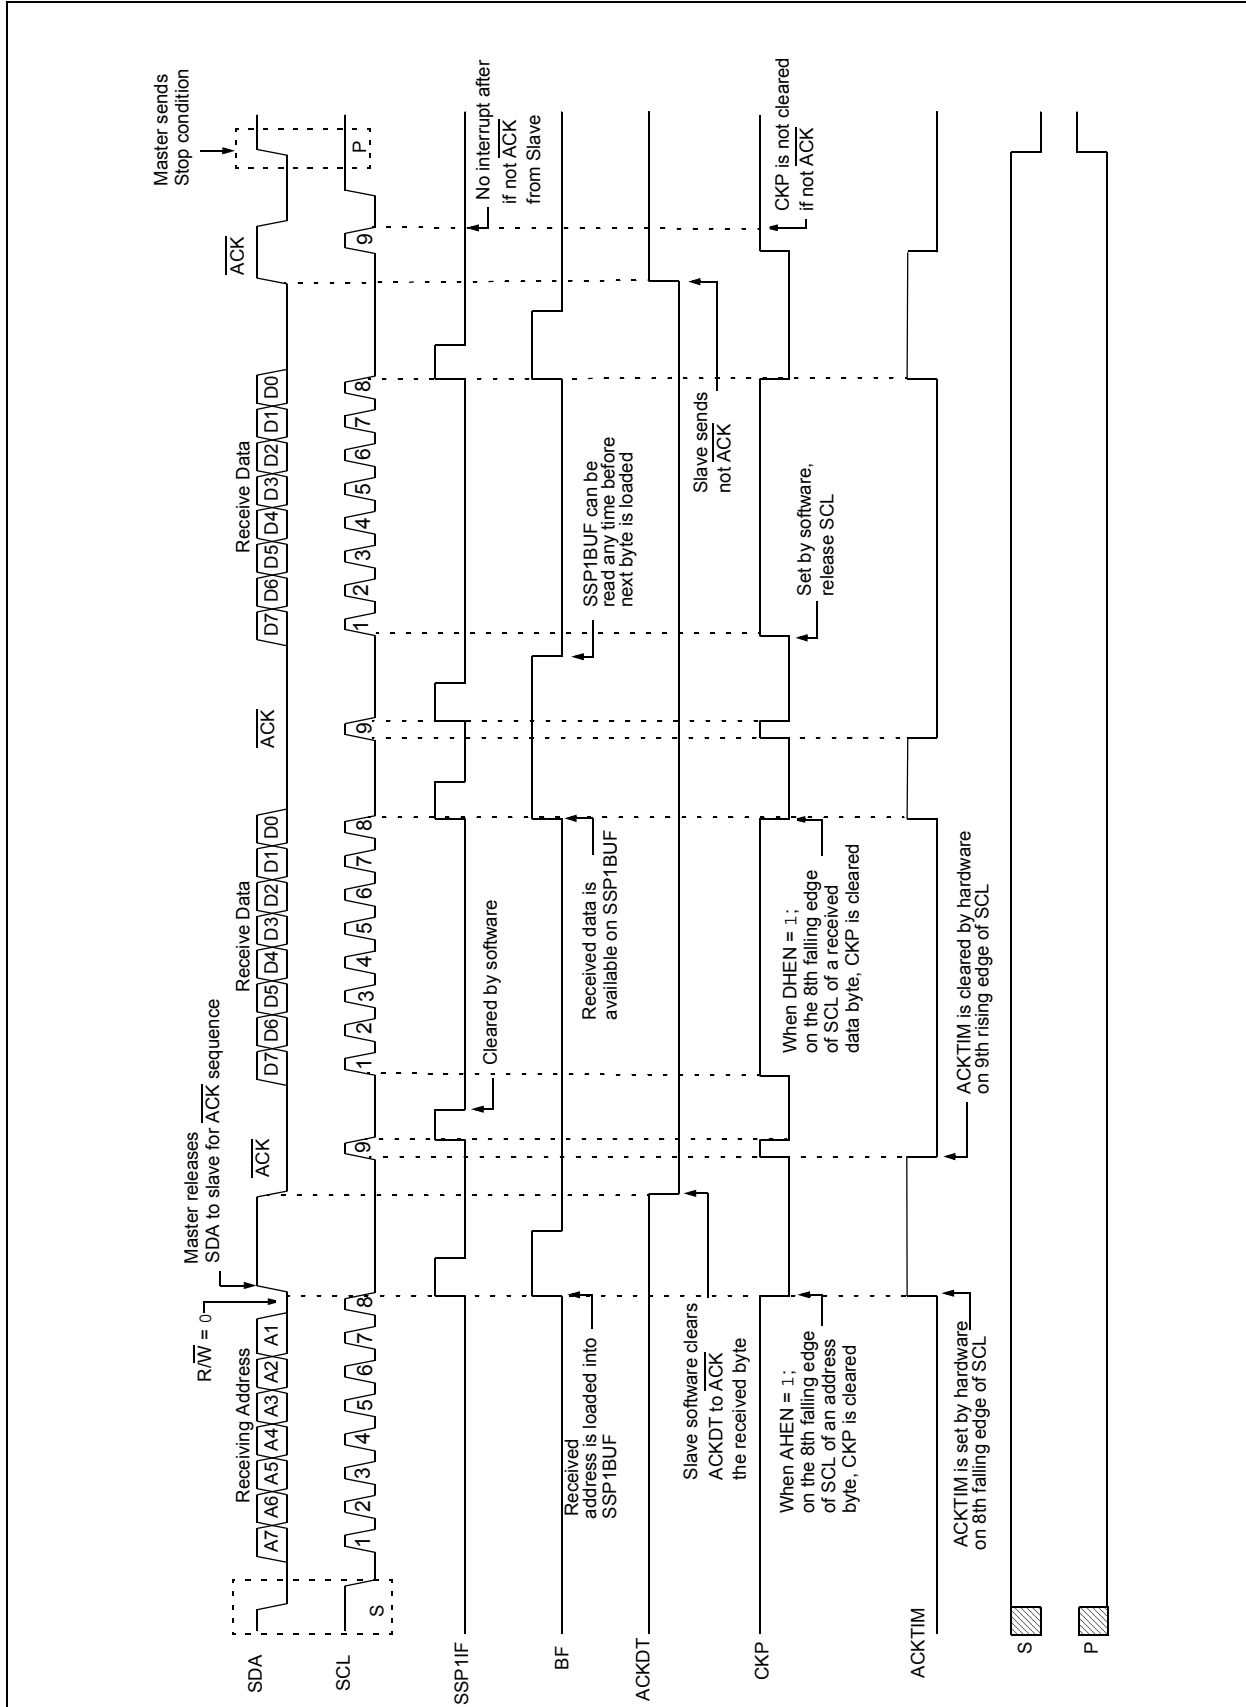 Master sends
Stop condition
Master releases
SDA to slave for ACK sequence
R/W = 0
Receiving Address
ACK
Receive Data
ACK
Receive Data
ACK
SDA
A7 A6 A5 A4 A3 A2 A1
D7 D6 D5 D4 D3 D2 D1 D0
D7 D6 D5 D4 D3 D2 D1 D0
SCL
S
1 2 3 4 5 6 7 8 9
1 2 3 4 5 6 7 8 9
1 2 3 4 5 6 7 8 9
P
SSP1IF
Cleared by software
No interrupt after
if not ACK
from Slave
BF
Received
address is loaded into
SSP1BUF
Received data is
available on SSP1BUF
SSP1BUF can be
read any time before
next byte is loaded
ACKDT
Slave software clears
ACKDT to ACK
the received byte
Slave sends
not ACK
CKP
When AHEN = 1;
on the 8th falling edge
of SCL of an address
byte, CKP is cleared
When DHEN = 1;
on the 8th falling edge
of SCL of a received
data byte, CKP is cleared
Set by software,
release SCL
CKP is not cleared
if not ACK
ACKTIM
ACKTIM is set by hardware
on 8th falling edge of SCL
ACKTIM is cleared by hardware
on 9th rising edge of SCL
S
P